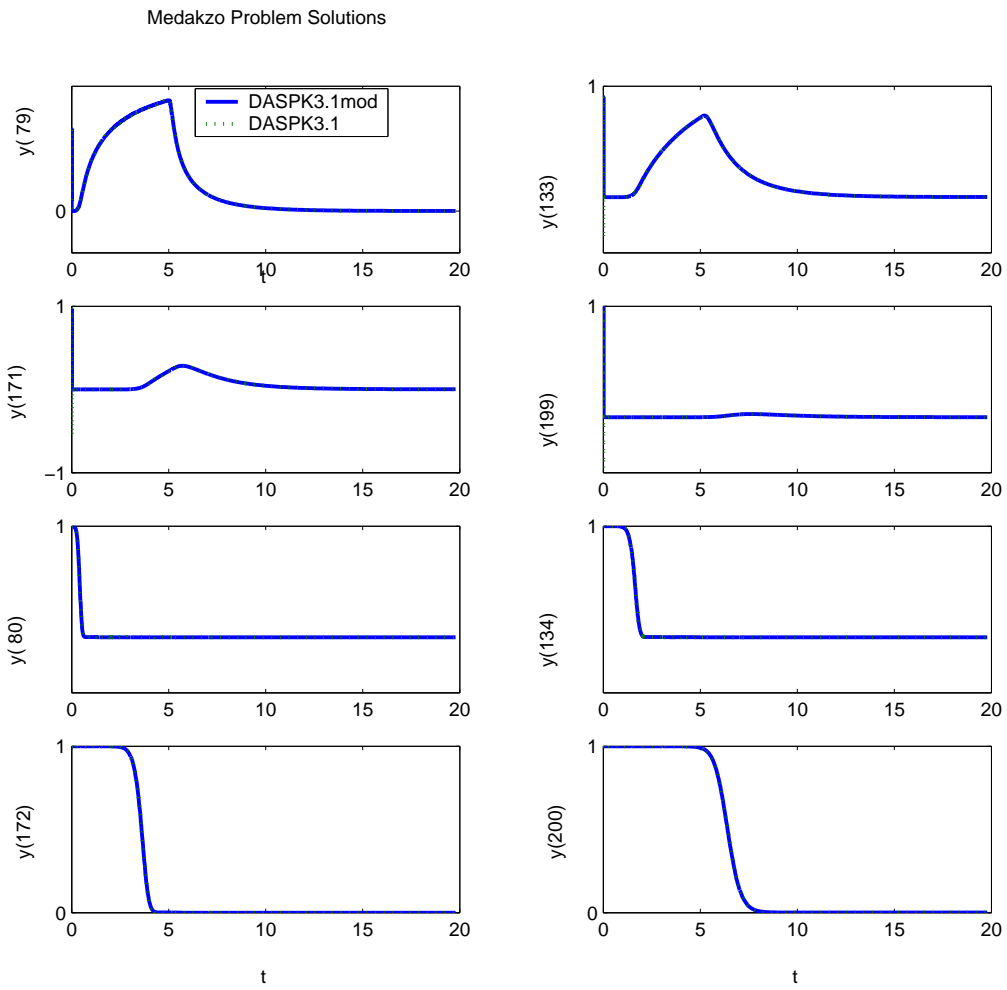 Medakzo Problem Solutions
y( 79)
0
0 5 10 15 20
t
DASPK3.1mod
DASPK3.1
y(133)
1
0 5 10 15 20
y(171)
1
−1
0 5 10 15 20
y(199)
0 5 10 15 20
y( 80)
1
0 5 10 15 20
y(134)
1
0 5 10 15 20
y(172)
1
0
0 5 10 15 20
t
y(200)
1
0
0 5 10 15 20
t